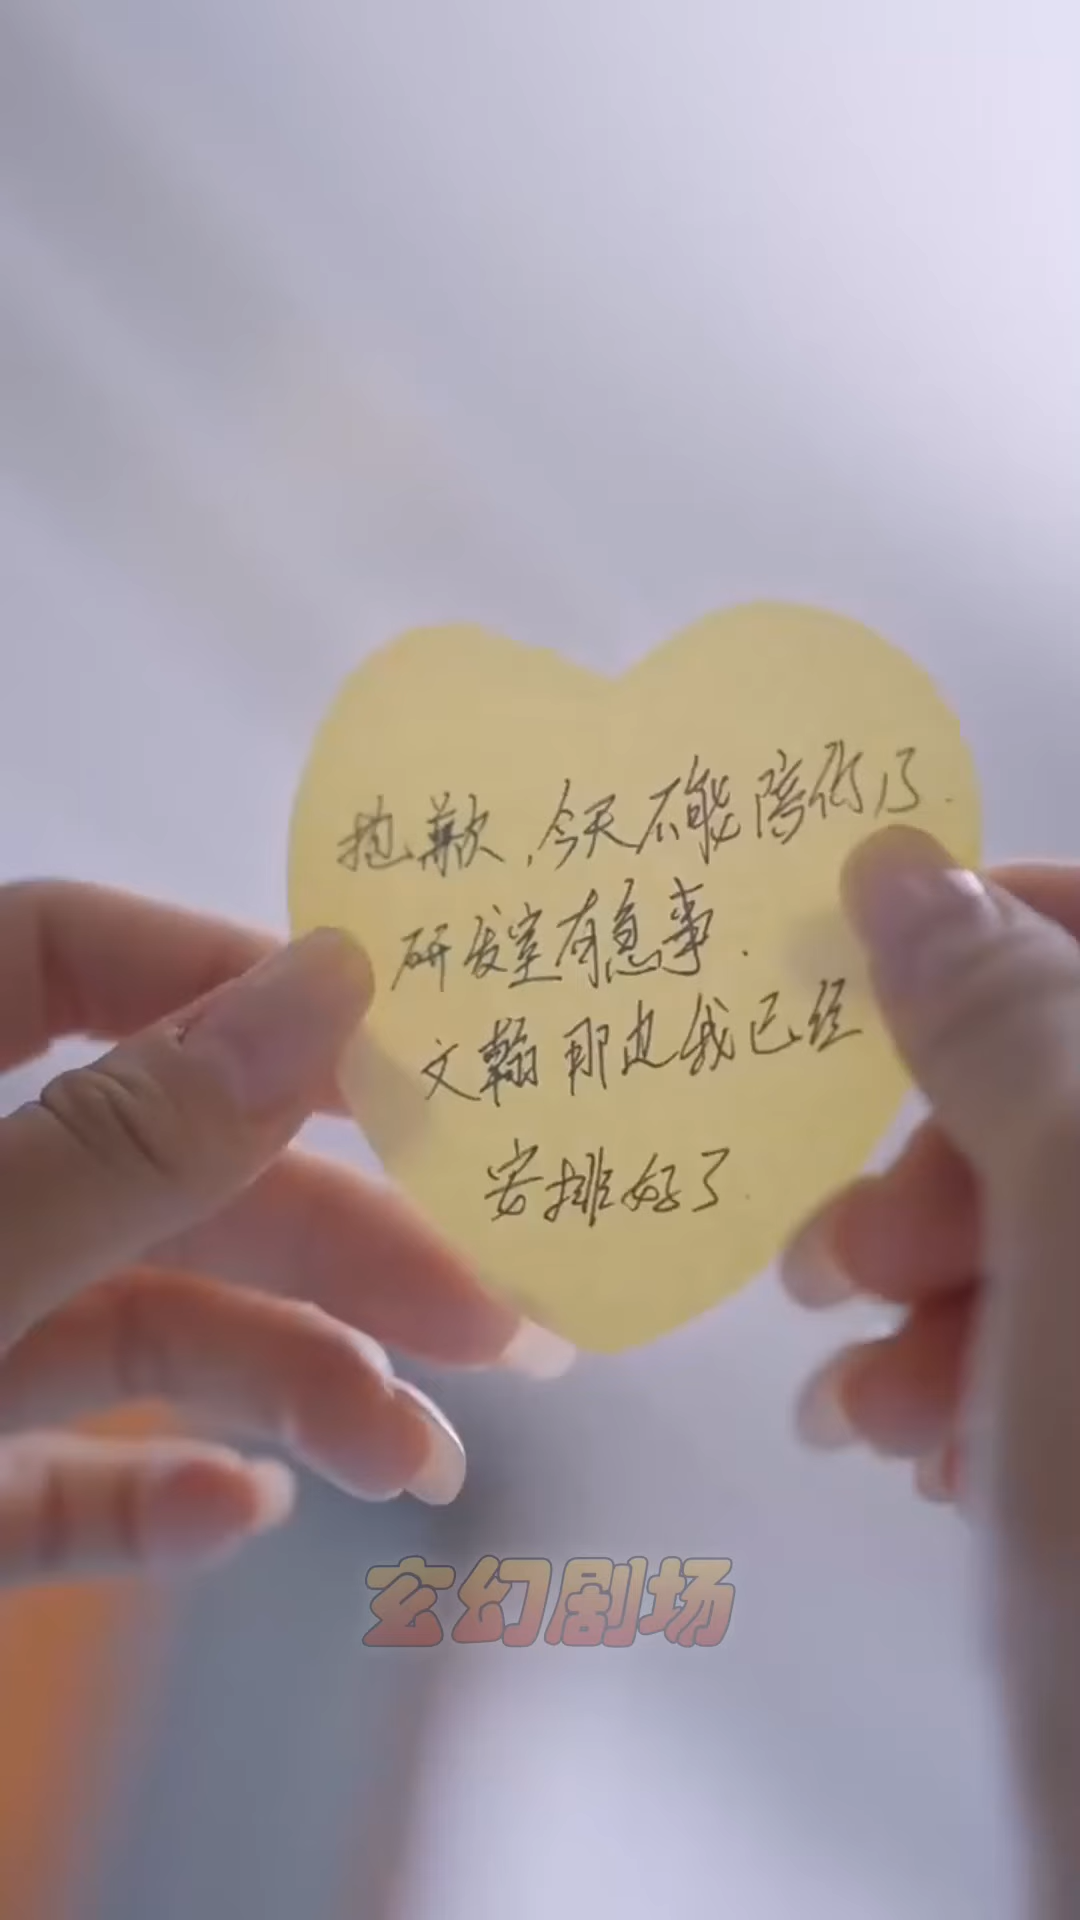 抱歉,今天不能陪你了.
研发室有急事.
文翰那边我已经
安排好了.
玄幻剧场